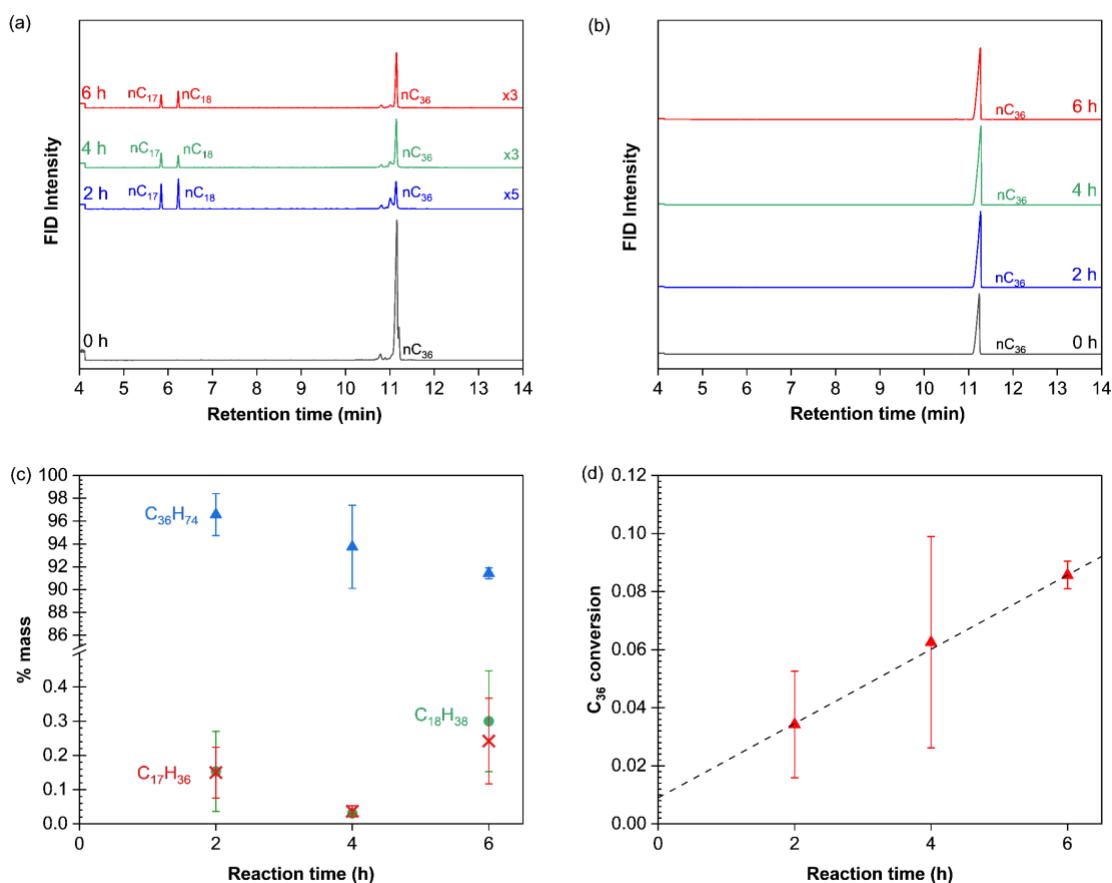 (a)
6 h
nC₁₇
nC₁₈
nC₃₆
x3
4 h
nC₁₇
nC₁₈
nC₃₆
x3
2 h
nC₁₇
nC₁₈
nC₃₆
x5
0 h
nC₃₆
FID Intensity
4 5 6 7 8 9 10 11 12 13 14
Retention time (min)
(b)
nC₃₆
6 h
nC₃₆
4 h
nC₃₆
2 h
nC₃₆
0 h
FID Intensity
4 5 6 7 8 9 10 11 12 13 14
Retention time (min)
(c)
100
98
96
94
92
90
88
86
0.4
0.3
0.2
0.1
0.0
% mass
C₃₆H₇₄
C₁₈H₃₈
C₁₇H₃₆
0 2 4 6
Reaction time (h)
(d)
0.12
0.10
0.08
0.06
0.04
0.02
0.00
C₃₆ conversion
0 2 4 6
Reaction time (h)